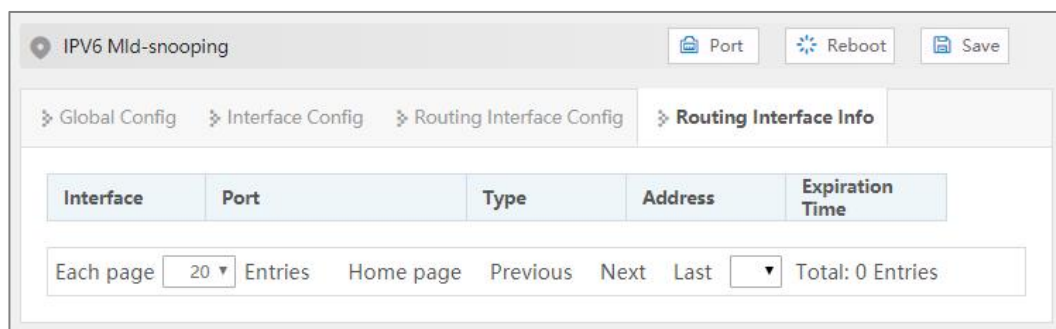 IPV6 Mld-snooping Port Reboot Save
Global Config Interface Config Routing Interface Config Routing Interface Info
Interface Port Type Address Expiration Time
Each page 20 Entries Home page Previous Next Last Total: 0 Entries